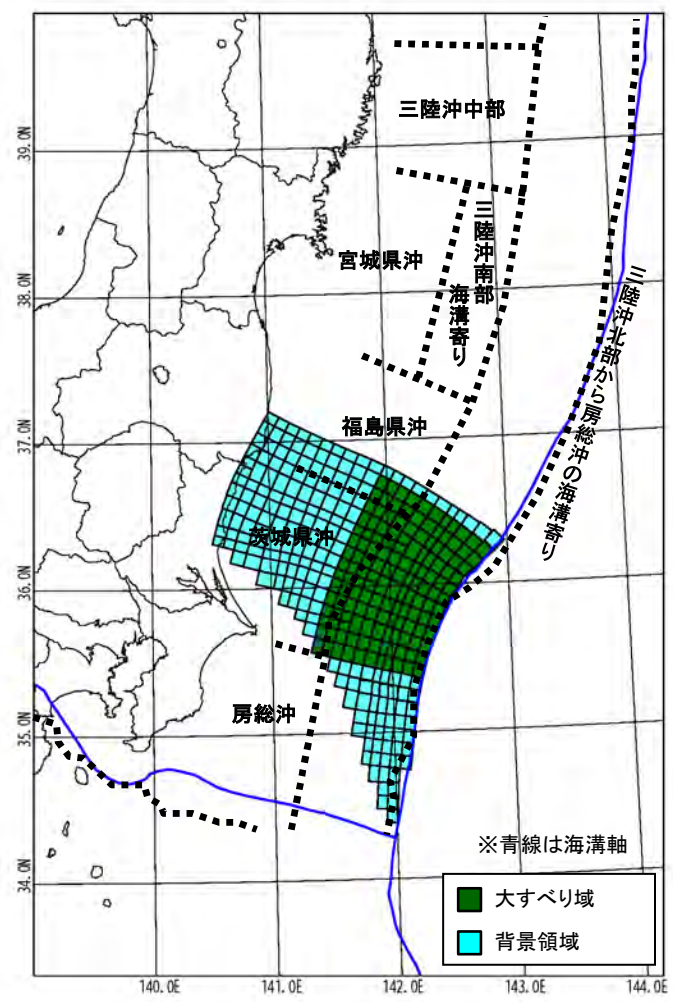 三陸沖中部
39.0N
三陸沖南部
海溝寄り
宮城県沖
38.0N
三陸沖北部から房総沖の海溝寄り
福島県沖
37.0N
茨城県沖
36.0N
房総沖
35.0N
※青線は海溝軸
34.0N
大すべり域
背景領域
140.0E
141.0E
142.0E
143.0E
144.0E